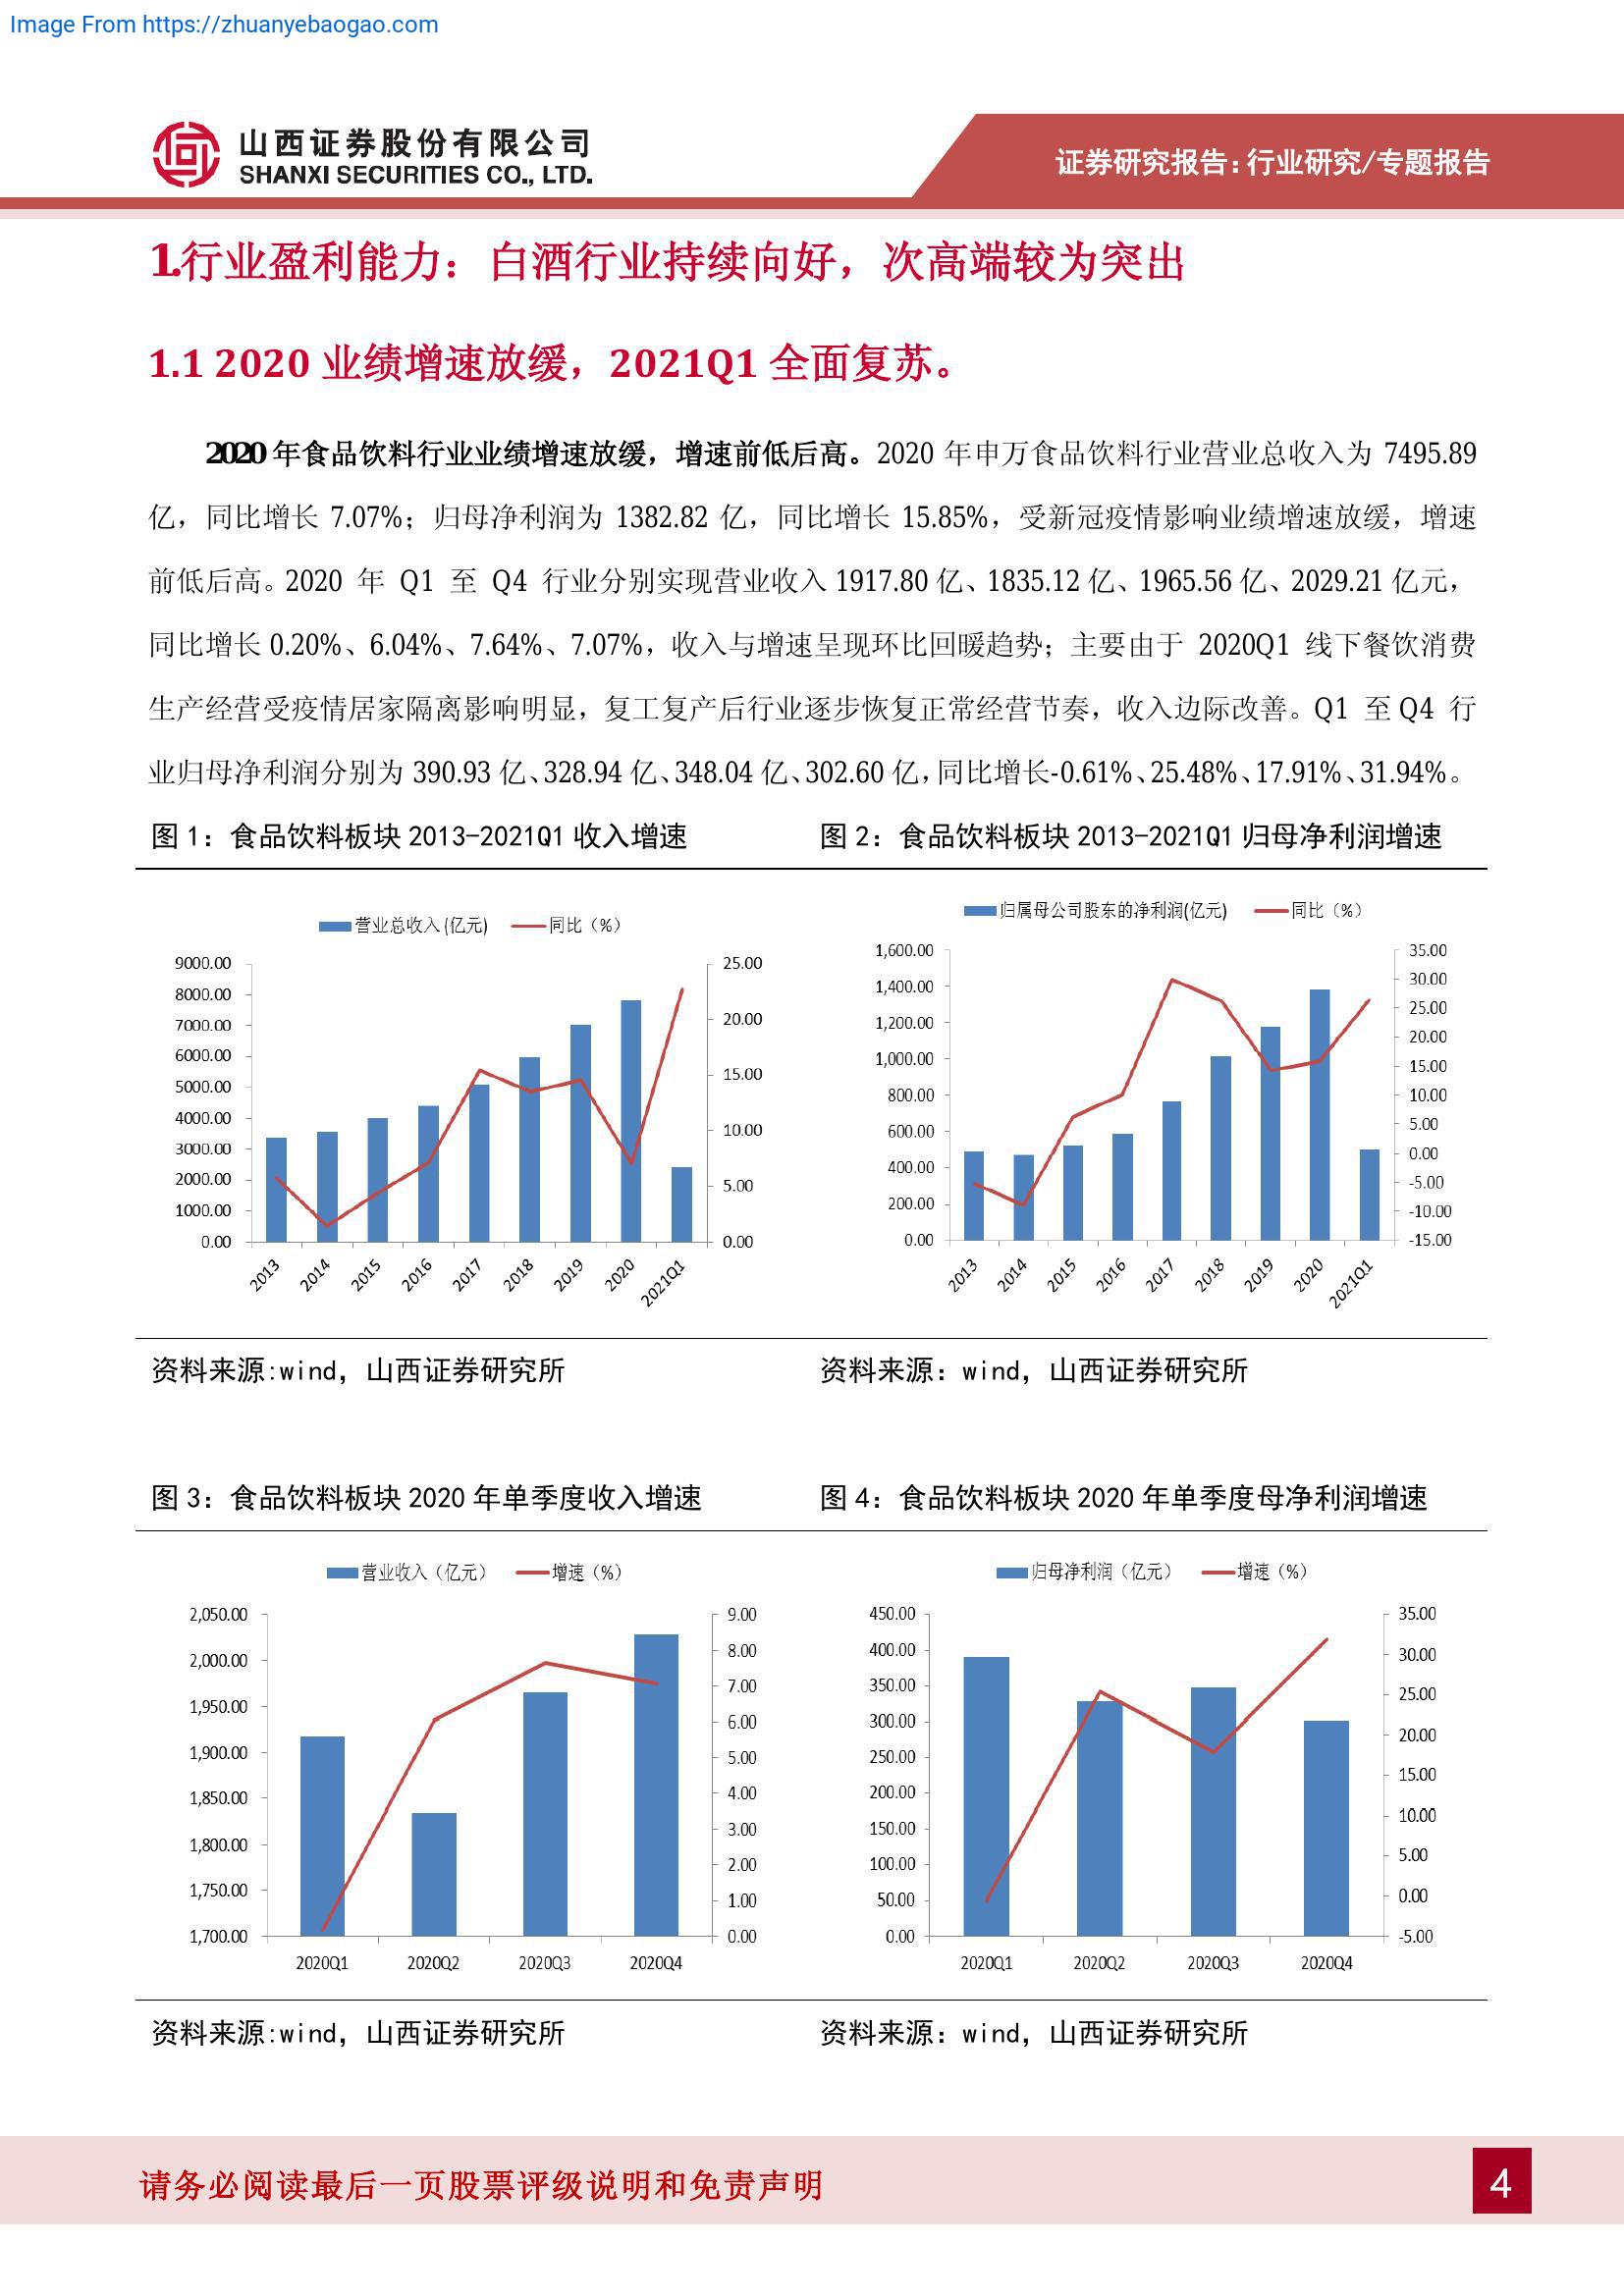 Image From https://zhuanyebaogao.com
山西证券股份有限公司
SHANXI SECURITIES CO., LTD.
证券研究报告:行业研究/专题报告
1.行业盈利能力：白酒行业持续向好，次高端较为突出
1.1 2020 业绩增速放缓，2021Q1 全面复苏。
2020 年食品饮料行业业绩增速放缓，增速前低后高。2020 年申万食品饮料行业营业总收入为 7495.89
亿，同比增长 7.07%；归母净利润为 1382.82 亿，同比增长 15.85%，受新冠疫情影响业绩增速放缓，增速
前低后高。2020 年 Q1 至 Q4 行业分别实现营业收入 1917.80 亿、1835.12 亿、1965.56 亿、2029.21 亿元，
同比增长 0.20%、6.04%、7.64%、7.07%，收入与增速呈现环比回暖趋势；主要由于 2020Q1 线下餐饮消费
生产经营受疫情居家隔离影响明显，复工复产后行业逐步恢复正常经营节奏，收入边际改善。Q1 至 Q4 行
业归母净利润分别为 390.93 亿、328.94 亿、348.04 亿、302.60 亿，同比增长-0.61%、25.48%、17.91%、31.94%。
图 1：食品饮料板块 2013-2021Q1 收入增速
营业总收入(亿元) 同比（%）
9000.00
8000.00
7000.00
6000.00
5000.00
4000.00
3000.00
2000.00
1000.00
0.00
25.00
20.00
15.00
10.00
5.00
0.00
2013 2014 2015 2016 2017 2018 2019 2020 2021Q1
资料来源:wind，山西证券研究所
图 2：食品饮料板块 2013-2021Q1 归母净利润增速
归属母公司股东的净利润(亿元) 同比（%）
1,600.00
1,400.00
1,200.00
1,000.00
800.00
600.00
400.00
200.00
0.00
35.00
30.00
25.00
20.00
15.00
10.00
5.00
0.00
-5.00
-10.00
-15.00
2013 2014 2015 2016 2017 2018 2019 2020 2021Q1
资料来源：wind，山西证券研究所
图 3：食品饮料板块 2020 年单季度收入增速
营业收入（亿元） 增速（%）
2,050.00
2,000.00
1,950.00
1,900.00
1,850.00
1,800.00
1,750.00
1,700.00
9.00
8.00
7.00
6.00
5.00
4.00
3.00
2.00
1.00
0.00
2020Q1 2020Q2 2020Q3 2020Q4
资料来源:wind，山西证券研究所
图 4：食品饮料板块 2020 年单季度母净利润增速
归母净利润（亿元） 增速（%）
450.00
400.00
350.00
300.00
250.00
200.00
150.00
100.00
50.00
0.00
35.00
30.00
25.00
20.00
15.00
10.00
5.00
0.00
-5.00
2020Q1 2020Q2 2020Q3 2020Q4
资料来源：wind，山西证券研究所
请务必阅读最后一页股票评级说明和免责声明
4